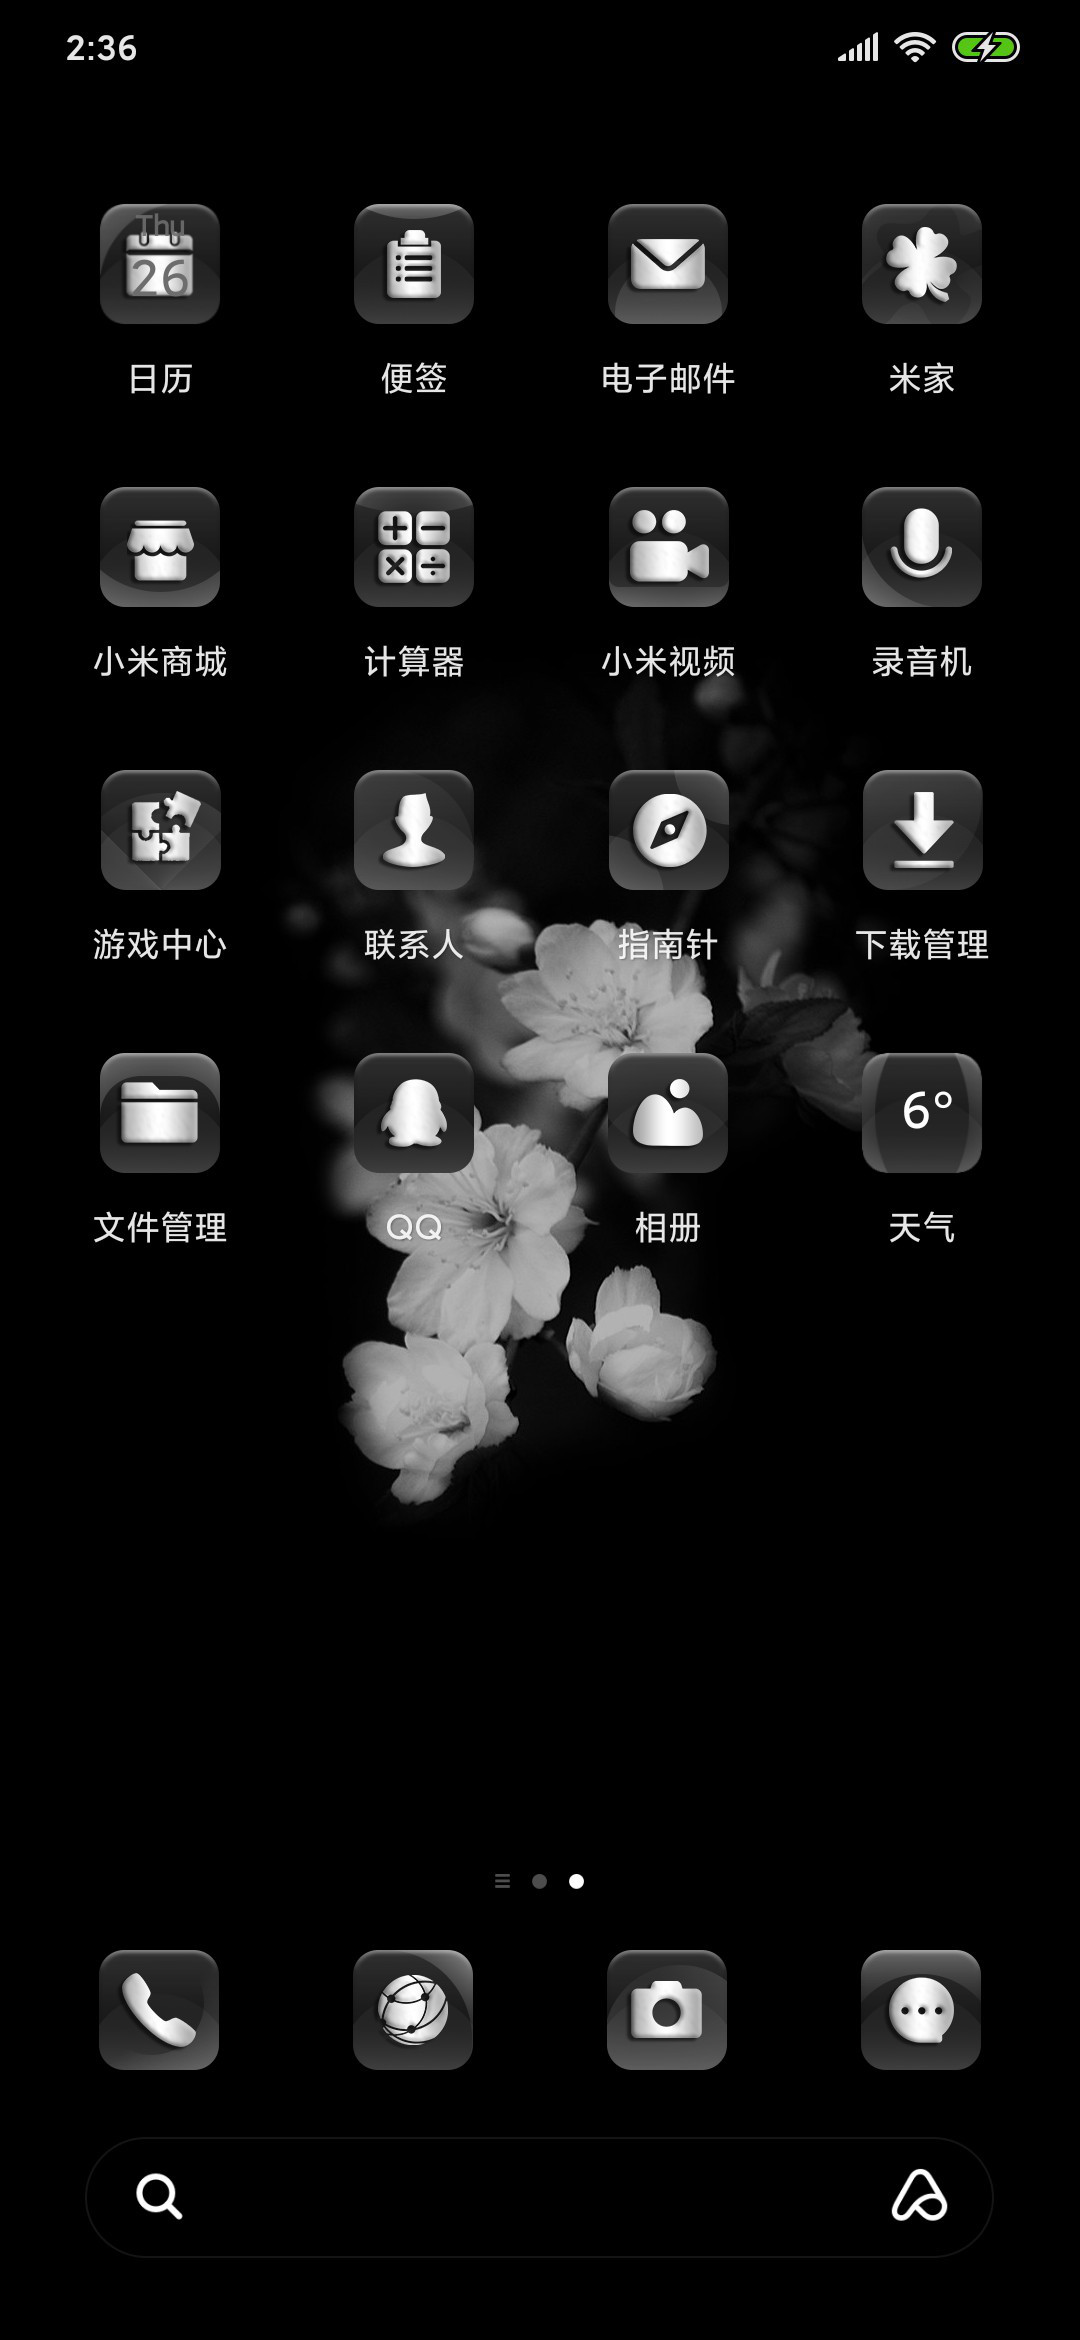 2:36
Thu
26
日历
便签
电子邮件
米家
小米商城
计算器
小米视频
录音机
游戏中心
联系人
指南针
下载管理
6°
文件管理
QQ
相册
天气